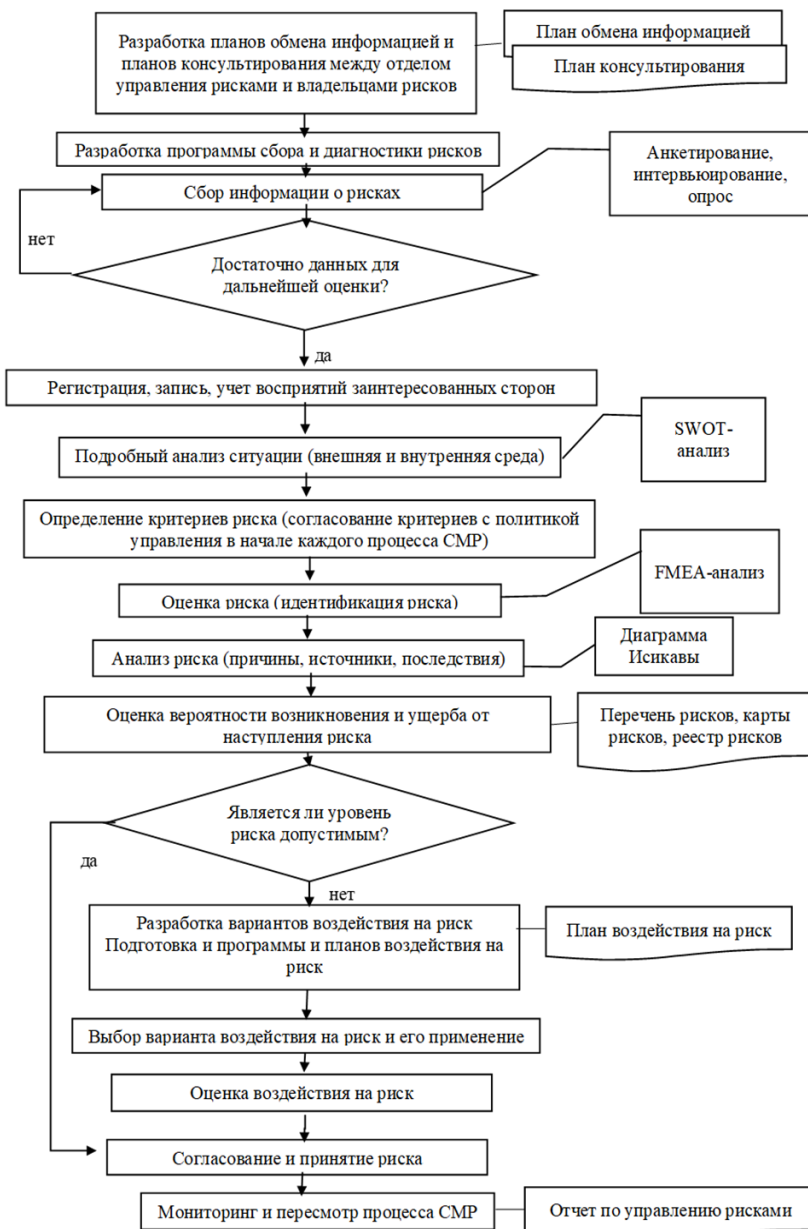 Разработка планов обмена информацией и
планов консультирования между отделом
управления рисками и владельцами рисков
План обмена информацией
План консультирования
Разработка программы сбора и диагностики рисков
Сбор информации о рисках
Анкетирование,
интервьюирование,
опрос
нет
Достаточно данных для
дальнейшей оценки?
да
Регистрация, запись, учет восприятий заинтересованных сторон
Подробный анализ ситуации (внешняя и внутренняя среда)
SWOT-
анализ
Определение критериев риска (согласование критериев с политикой
управления в начале каждого процесса СМР)
FMEA-анализ
Оценка риска (идентификация риска)
Анализ риска (причины, источники, последствия)
Диаграмма
Исикавы
Оценка вероятности возникновения и ущерба от
наступления риска
Перечень рисков, карты
рисков, реестр рисков
Является ли уровень
риска допустимым?
да
нет
Разработка вариантов воздействия на риск
Подготовка и программы и планов воздействия на
риск
План воздействия на риск
Выбор варианта воздействия на риск и его применение
Оценка воздействия на риск
Согласование и принятие риска
Мониторинг и пересмотр процесса СМР
Отчет по управлению рисками